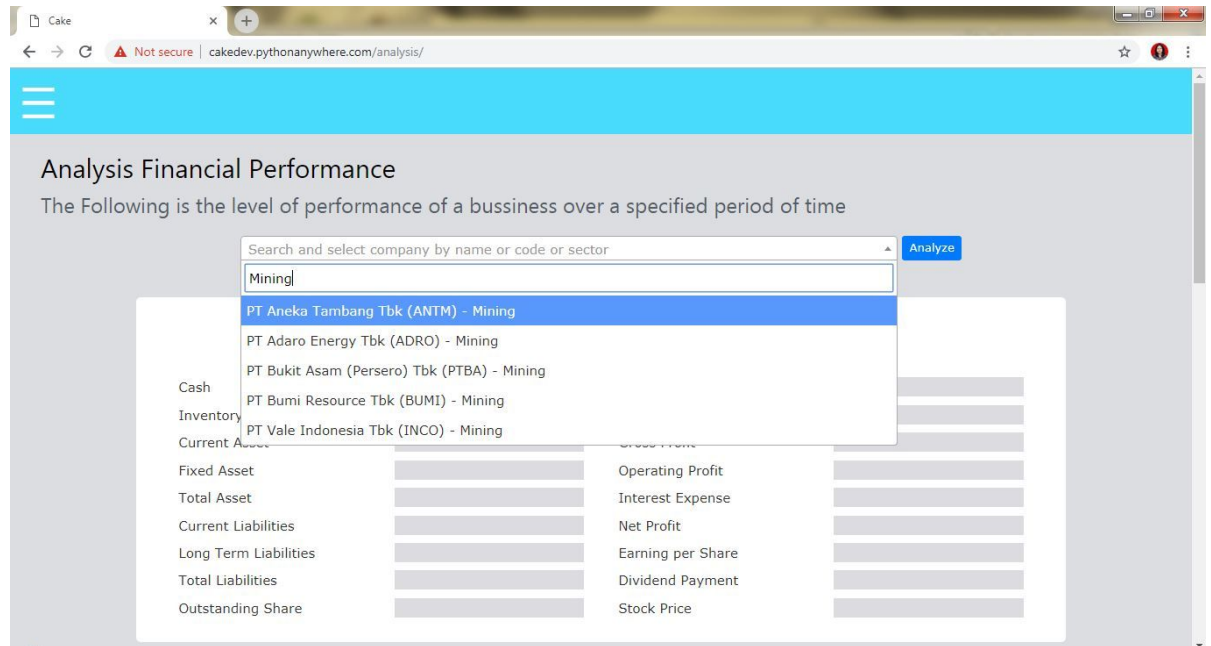 Cake
Not secure | cakedev.pythonanywhere.com/analysis/
Analysis Financial Performance
The Following is the level of performance of a bussiness over a specified period of time
Search and select company by name or code or sector
Analyze
Mining
PT Aneka Tambang Tbk (ANTM) - Mining
PT Adaro Energy Tbk (ADRO) - Mining
PT Bukit Asam (Persero) Tbk (PTBA) - Mining
PT Bumi Resource Tbk (BUMI) - Mining
PT Vale Indonesia Tbk (INCO) - Mining
Cash
Inventory
Current Asset
Fixed Asset
Total Asset
Current Liabilities
Long Term Liabilities
Total Liabilities
Outstanding Share
Gross Profit
Operating Profit
Interest Expense
Net Profit
Earning per Share
Dividend Payment
Stock Price